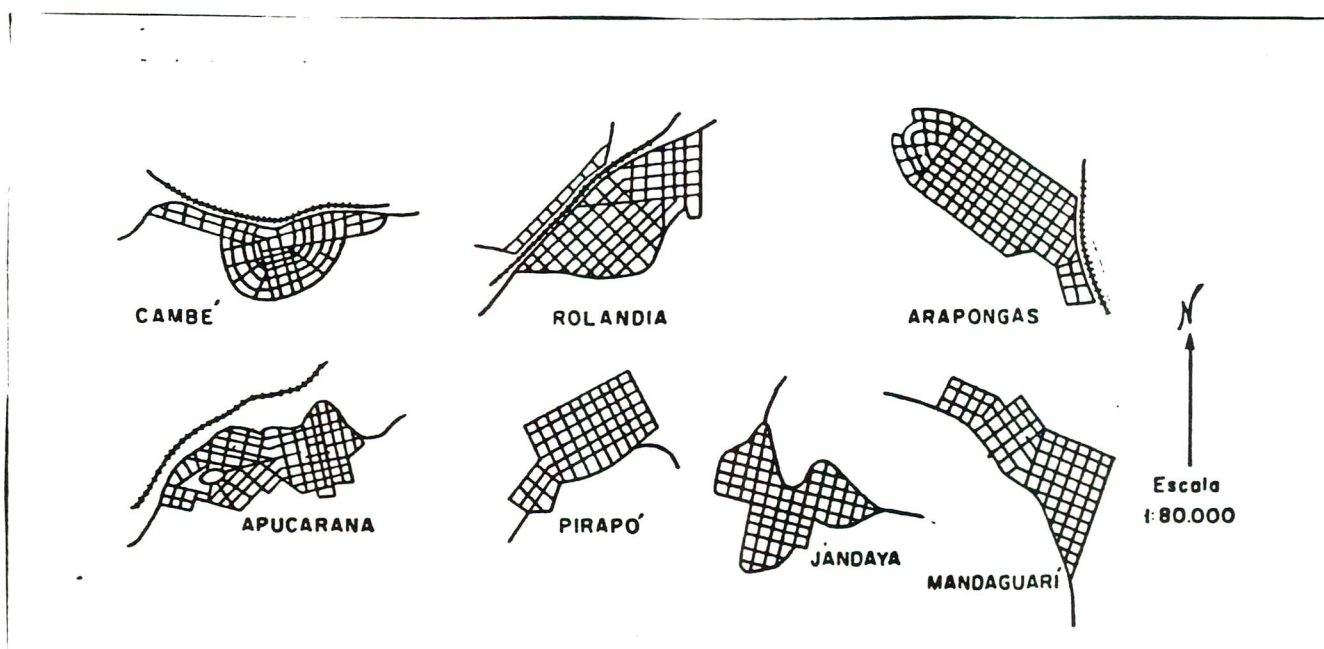 CAMBÉ
ROLANDIA
ARAPONGAS
N
APUCARANA
PIRAPÓ
JANDAYA
MANDAGUARÍ
Escala
1:80.000